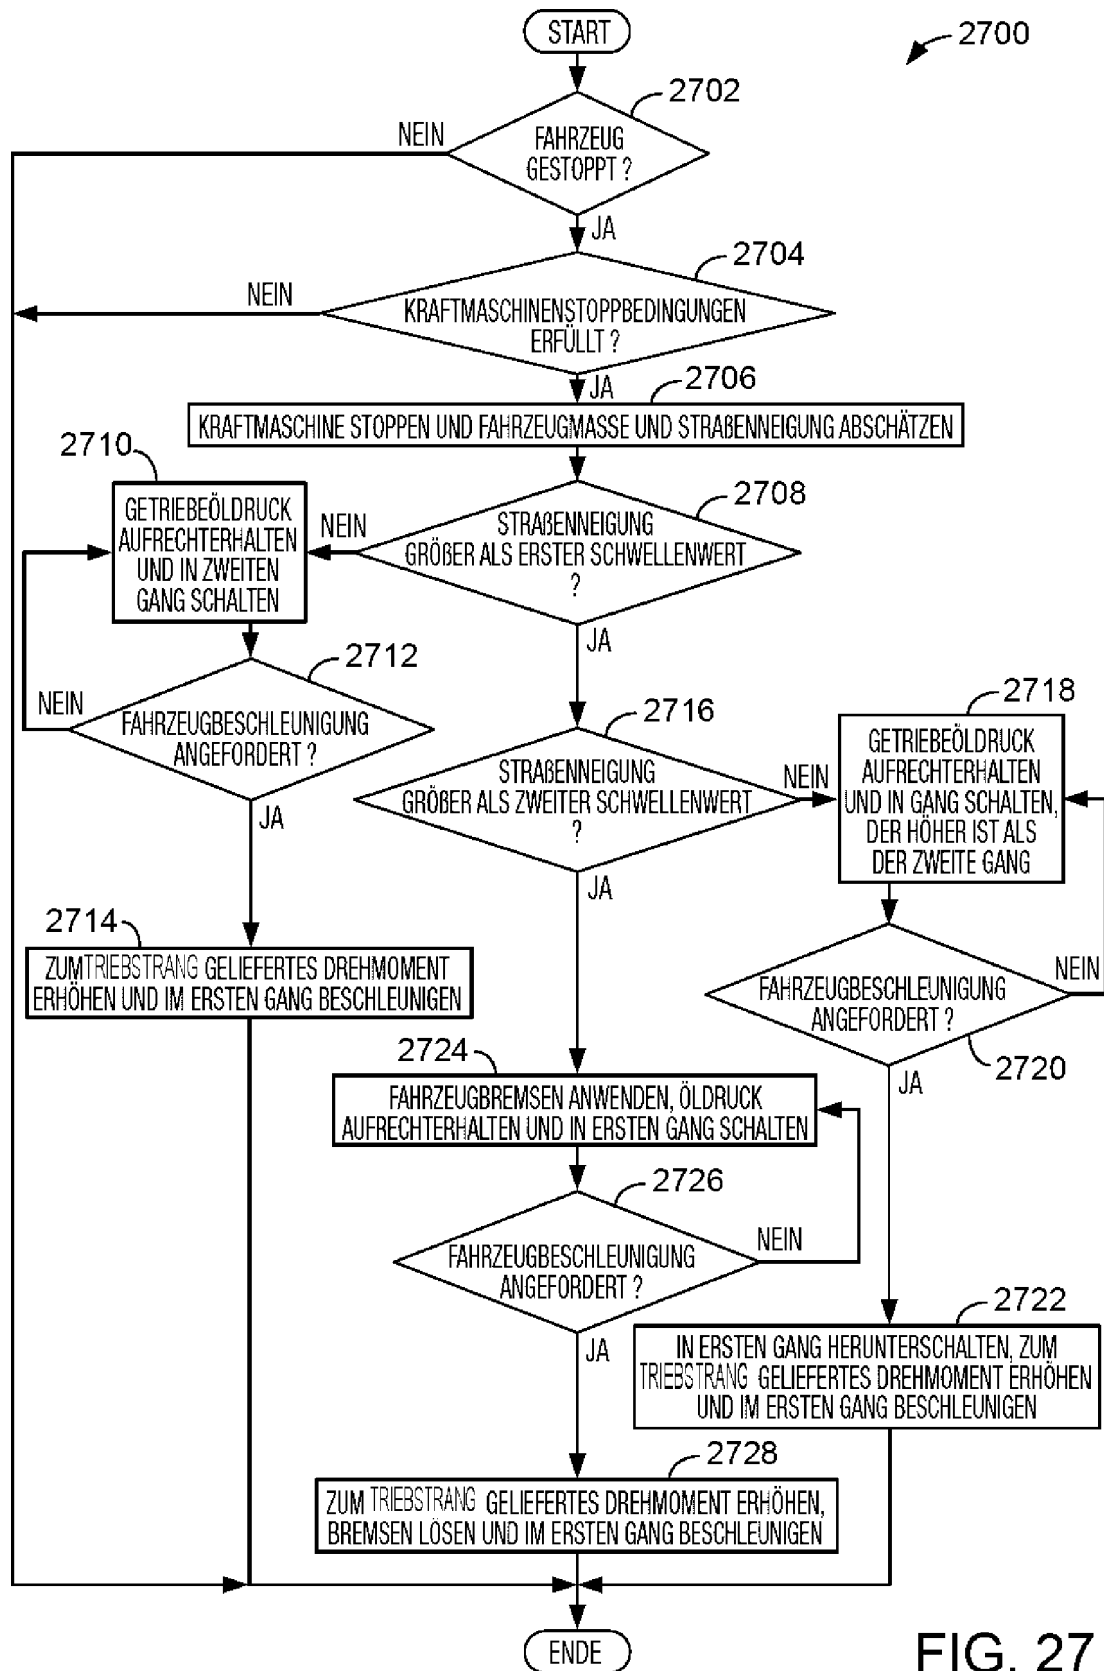 START
2700
2702
NEIN
FAHRZEUG
GESTOPPT ?
JA
2704
NEIN
KRAFTMASCHINENSTOPPBEDINGUNGEN
ERFÜLLT ?
JA
2706
KRAFTMASCHINE STOPPEN UND FAHRZEUGMASSE UND STRAßENNEIGUNG ABSCHÄTZEN
2710
GETRIEBEÖLDRUCK
AUFRECHTERHALTEN
UND IN ZWEITEN
GANG SCHALTEN
2708
NEIN
STRAßENNEIGUNG
GRÖßER ALS ERSTER SCHWELLENWERT
?
JA
2712
NEIN
FAHRZEUGBESCHLEUNIGUNG
ANGEFORDERT ?
JA
2716
STRAßENNEIGUNG
GRÖßER ALS ZWEITER SCHWELLENWERT
?
NEIN
JA
2718
GETRIEBEÖLDRUCK
AUFRECHTERHALTEN
UND IN GANG SCHALTEN,
DER HÖHER IST ALS
DER ZWEITE GANG
2714
ZUMTRIEBSTRANG GELIEFERTES DREHMOMENT
ERHÖHEN UND IM ERSTEN GANG BESCHLEUNIGEN
NEIN
FAHRZEUGBESCHLEUNIGUNG
ANGEFORDERT ?
2720
JA
2724
FAHRZEUGBREMSEN ANWENDEN, ÖLDRUCK
AUFRECHTERHALTEN UND IN ERSTEN GANG SCHALTEN
2726
FAHRZEUGBESCHLEUNIGUNG
ANGEFORDERT ?
NEIN
JA
2722
IN ERSTEN GANG HERUNTERSCHALTEN, ZUM
TRIEBSTRANG GELIEFERTES DREHMOMENT ERHÖHEN
UND IM ERSTEN GANG BESCHLEUNIGEN
2728
ZUM TRIEBSTRANG GELIEFERTES DREHMOMENT ERHÖHEN,
BREMSEN LÖSEN UND IM ERSTEN GANG BESCHLEUNIGEN
ENDE
FIG. 27